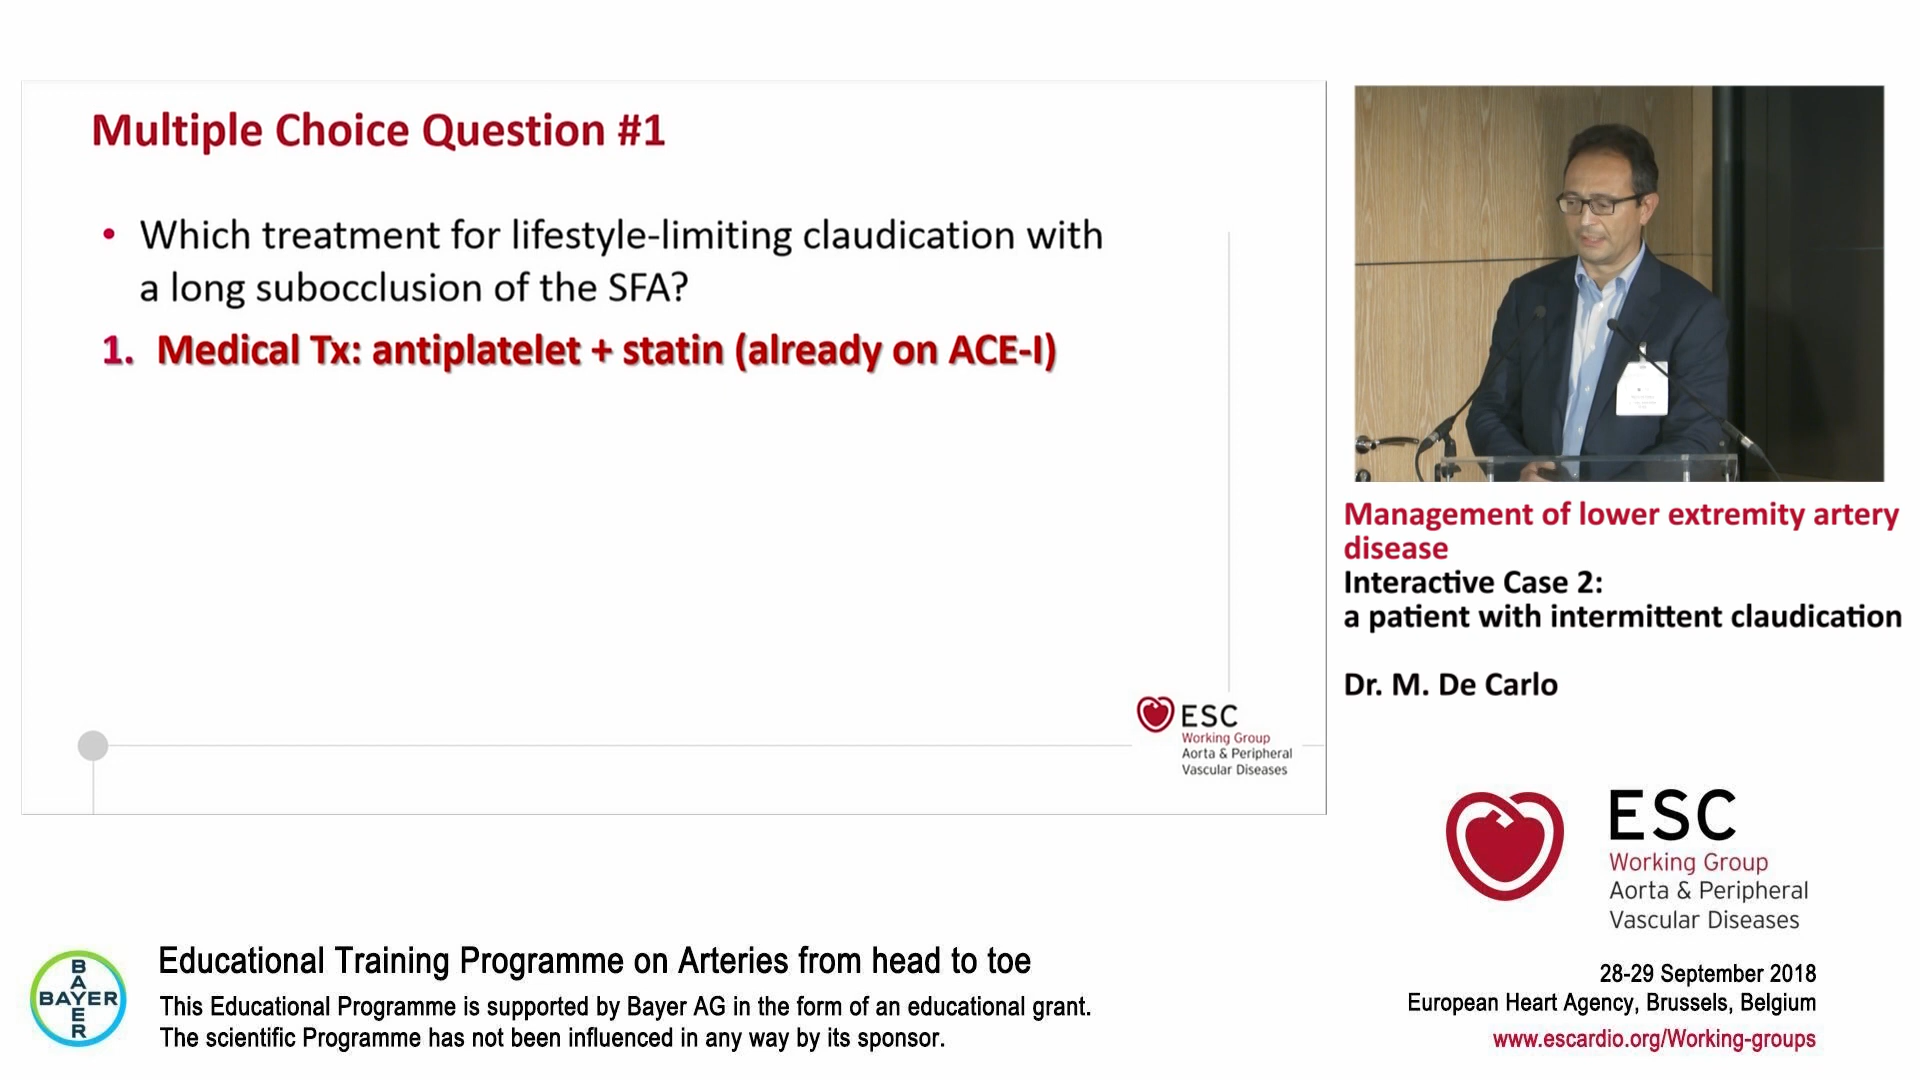 Multiple Choice Question #1
• Which treatment for lifestyle-limiting claudication with
a long subocclusion of the SFA?
1. Medical Tx: antiplatelet + statin (already on ACE-I)
ESC
Working Group
Aorta & Peripheral
Vascular Diseases
Management of lower extremity artery
disease
Interactive Case 2:
a patient with intermittent claudication
Dr. M. De Carlo
ESC
Working Group
Aorta & Peripheral
Vascular Diseases
BAYER
BAYER
Educational Training Programme on Arteries from head to toe
This Educational Programme is supported by Bayer AG in the form of an educational grant.
The scientific Programme has not been influenced in any way by its sponsor.
28-29 September 2018
European Heart Agency, Brussels, Belgium
www.escardio.org/Working-groups